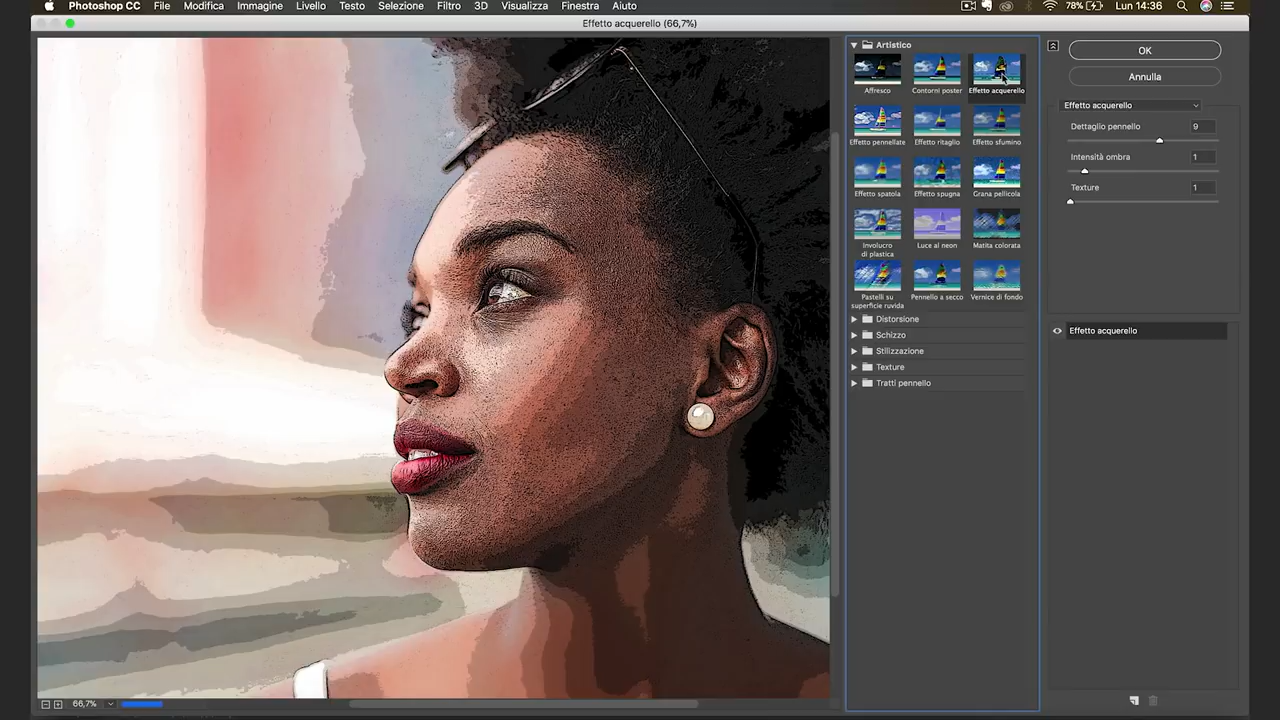 Photoshop CC File Modifica Immagine Livello Testo Selezione Filtro 3D Visualizza Finestra Aiuto 78% Lun 14:36
Effetto acquerello (66,7%)
Artistico
Affresco Contorni poster Effetto acquerello
Effetto pennellate Effetto ritaglio Effetto sfumino
Effetto spatola Effetto spugna Grana pellicola
Involucro di plastica Luce al neon Matita colorata
Pastelli su superficie ruvida Pennello a secco Vernice di fondo
Distorsione
Schizzo
Stilizzazione
Texture
Tratti pennello
OK
Annulla
Effetto acquerello
Dettaglio pennello 9
Intensità ombra 1
Texture 1
Effetto acquerello
66,7%